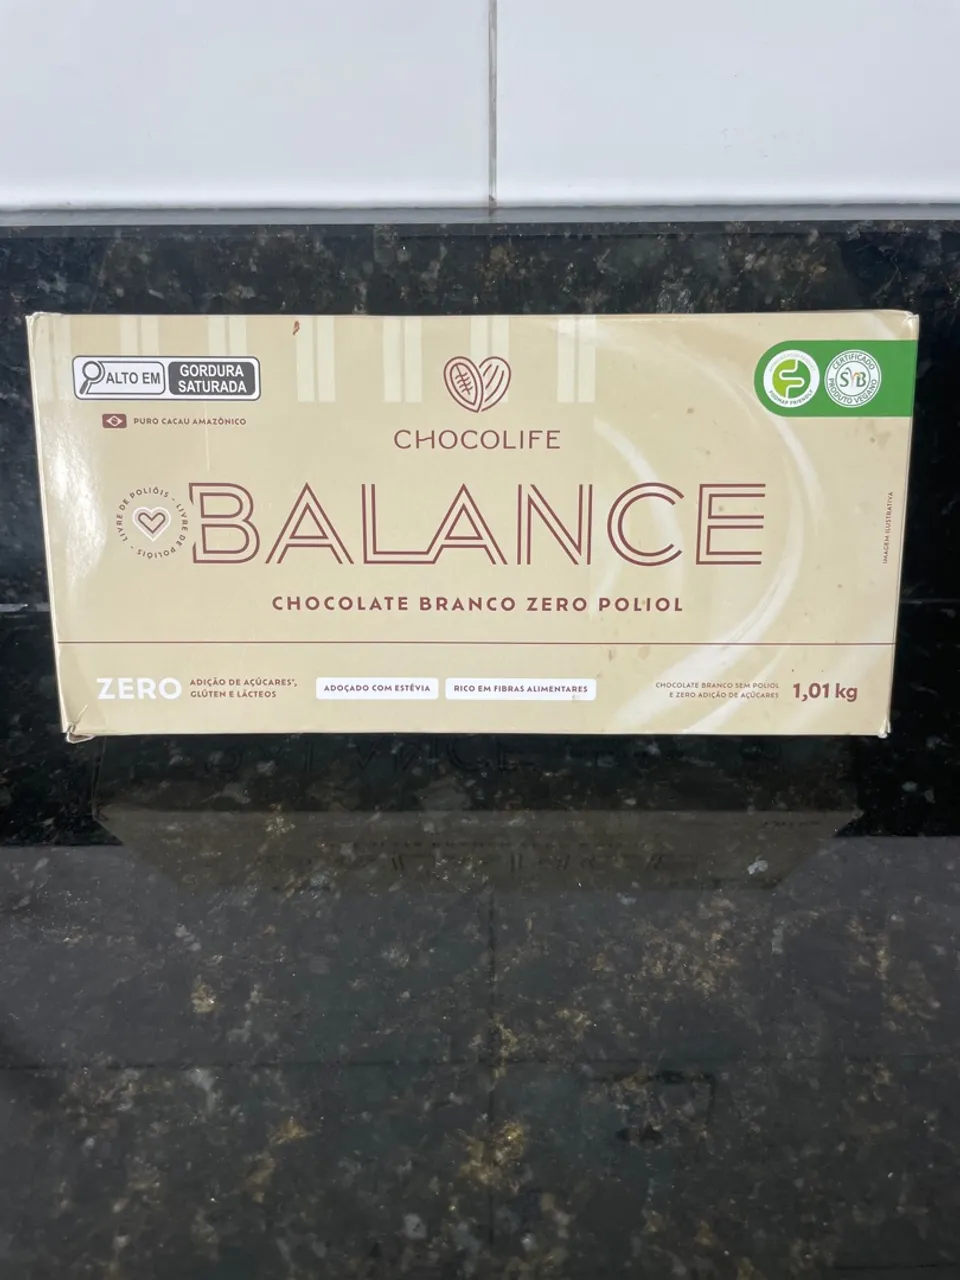 ALTO EM
GORDURA
SATURADA
PURO CACAU AMAZÔNICO
CHOCOLIFE
FODMAP FRIENDLY
CERTIFICADO
SVB
PRODUTO VEGANO
LIVRE DE POLIÓIS - LIVRE DE POLIÓIS -
BALANCE
IMAGEM ILUSTRATIVA
CHOCOLATE BRANCO ZERO POLIOL
ZERO
ADIÇÃO DE AÇÚCARES*,
GLÚTEN E LÁCTEOS
ADOÇADO COM ESTÉVIA
RICO EM FIBRAS ALIMENTARES
CHOCOLATE BRANCO SEM POLIOL
E ZERO ADIÇÃO DE AÇÚCARES
1,01 kg